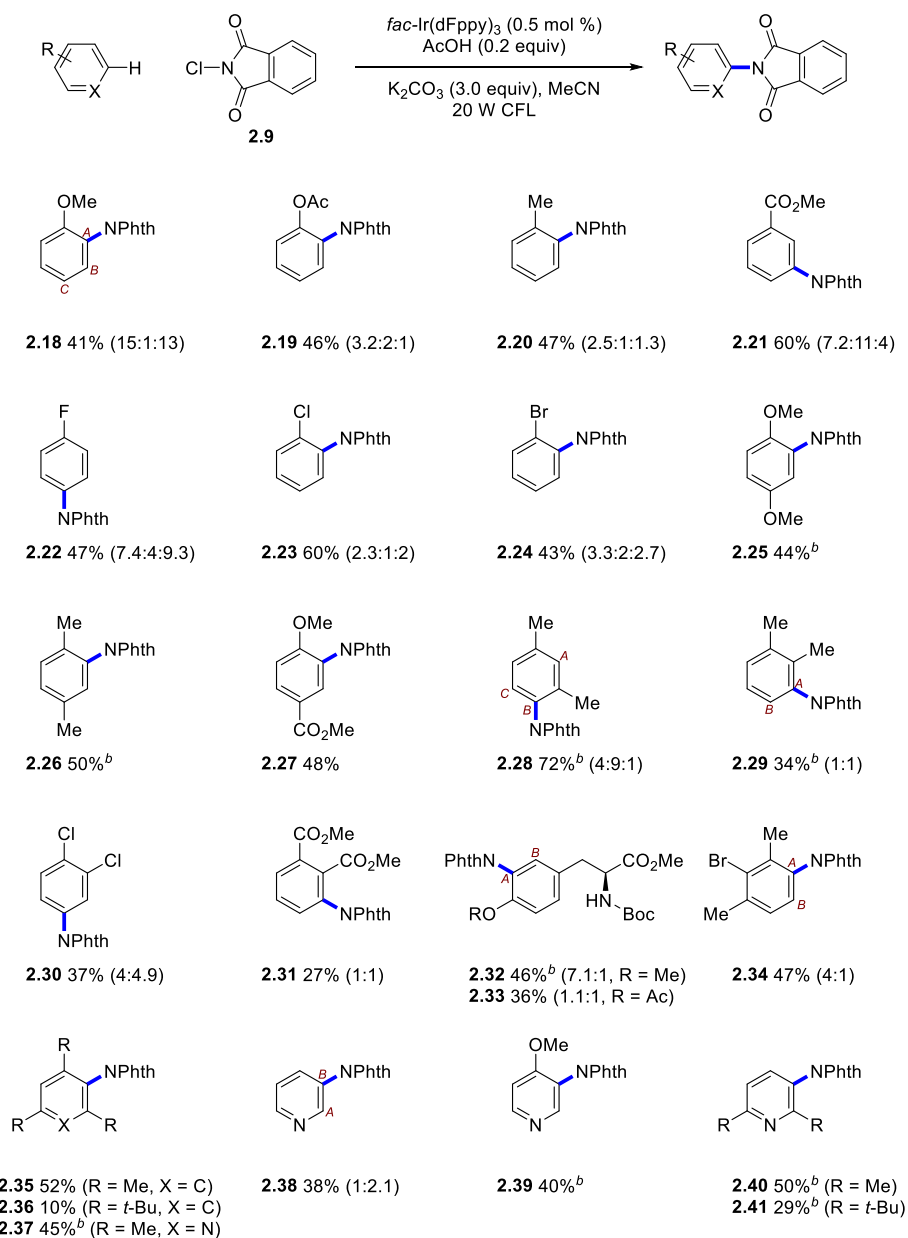 fac-Ir(dFppy)3 (0.5 mol %)
AcOH (0.2 equiv)
K2CO3 (3.0 equiv), MeCN
20 W CFL
R
H
X
Cl
N
O
O
2.9
R
X
N
O
O
OMe
A
NPhth
B
C
2.18 41% (15:1:13)
OAc
NPhth
2.19 46% (3.2:2:1)
Me
NPhth
2.20 47% (2.5:1:1.3)
CO2Me
NPhth
2.21 60% (7.2:11:4)
F
NPhth
2.22 47% (7.4:4:9.3)
Cl
NPhth
2.23 60% (2.3:1:2)
Br
NPhth
2.24 43% (3.3:2:2.7)
OMe
NPhth
OMe
2.25 44%b
Me
NPhth
Me
2.26 50%b
OMe
NPhth
CO2Me
2.27 48%
Me
A
C
Me
B
NPhth
2.28 72%b (4:9:1)
Me
Me
A
B
NPhth
2.29 34%b (1:1)
Cl
Cl
NPhth
2.30 37% (4:4.9)
CO2Me
CO2Me
NPhth
2.31 27% (1:1)
PhthN
B
A
CO2Me
RO
HN
Boc
2.32 46%b (7.1:1, R = Me)
2.33 36% (1.1:1, R = Ac)
Me
Br
A
NPhth
Me
B
2.34 47% (4:1)
R
NPhth
R
X
R
2.35 52% (R = Me, X = C)
2.36 10% (R = t-Bu, X = C)
2.37 45%b (R = Me, X = N)
B
NPhth
A
N
2.38 38% (1:2.1)
OMe
NPhth
N
2.39 40%b
NPhth
R
N
R
2.40 50%b (R = Me)
2.41 29%b (R = t-Bu)